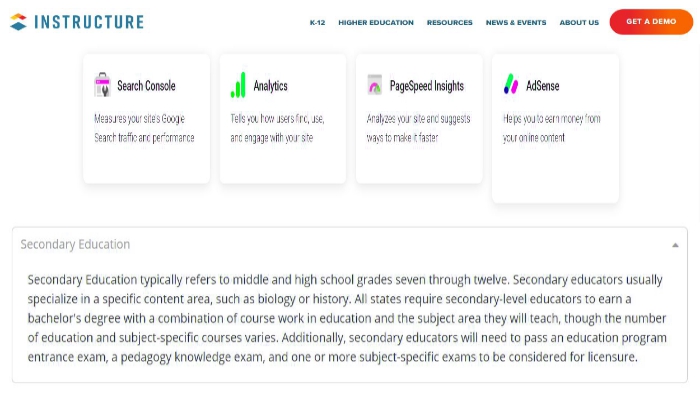 INSTRUCTURE
K-12 HIGHER EDUCATION RESOURCES NEWS & EVENTS ABOUT US GET A DEMO
Search Console
Measures your site's Google
Search traffic and performance
Analytics
Tells you how users find, use,
and engage with your site
PageSpeed Insights
Analyzes your site and suggests
ways to make it faster
AdSense
Helps you to earn money from
your online content
Secondary Education
Secondary Education typically refers to middle and high school grades seven through twelve. Secondary educators usually
specialize in a specific content area, such as biology or history. All states require secondary-level educators to earn a
bachelor's degree with a combination of course work in education and the subject area they will teach, though the number
of education and subject-specific courses varies. Additionally, secondary educators will need to pass an education program
entrance exam, a pedagogy knowledge exam, and one or more subject-specific exams to be considered for licensure.